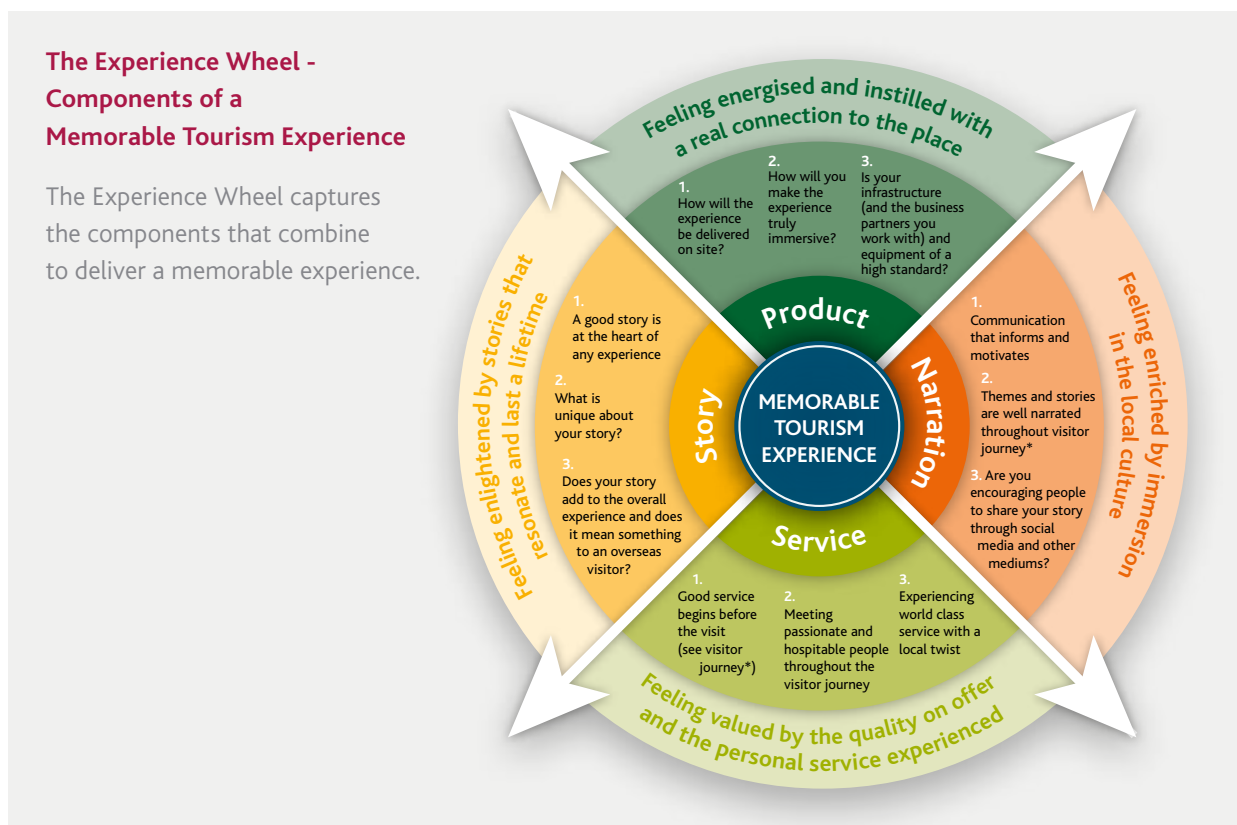 The Experience Wheel -
Components of a
Memorable Tourism Experience
The Experience Wheel captures
the components that combine
to deliver a memorable experience.
Feeling energised and instilled with
a real connection to the place
1.
How will the
experience
be delivered
on site?
2.
How will you
make the
experience
truly
immersive?
3.
Is your
infrastructure
(and the business
partners you
work with) and
equipment of a
high standard?
Product
Feeling enriched by immersion
in the local culture
1.
Communication
that informs and
motivates
2.
Themes and stories
are well narrated
throughout visitor
journey*
3. Are you
encouraging people
to share your story
through social
media and other
mediums?
Narration
Feeling valued by the quality on offer
and the personal service experienced
1.
Good service
begins before
the visit
(see visitor
journey*)
2.
Meeting
passionate and
hospitable people
throughout the
visitor journey
3.
Experiencing
world class
service with a
local twist
Service
Feeling enlightened by stories that
resonate and last a lifetime
1.
A good story is
at the heart of
any experience
2.
What is
unique about
your story?
3.
Does your story
add to the overall
experience and does
it mean something
to an overseas
visitor?
Story
MEMORABLE
TOURISM
EXPERIENCE